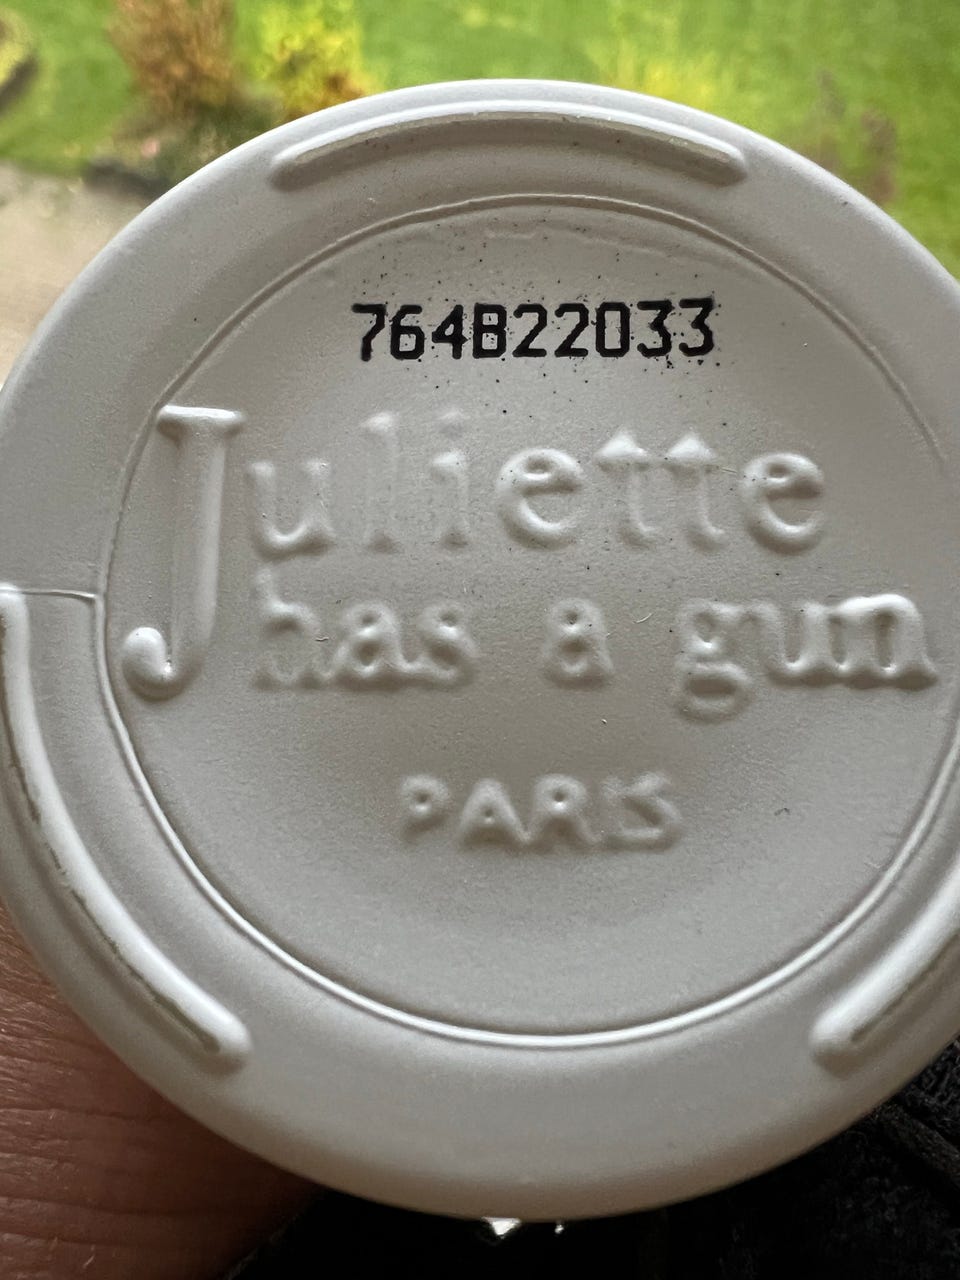 764B22033
Juliette
has a gun
PARIS